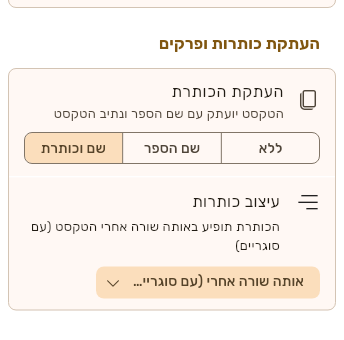 העתקת כותרות ופרקים
העתקת הכותרת
הטקסט יועתק עם שם הספר ונתיב הטקסט
ללא
שם הספר
שם וכותרת
עיצוב כותרות
הכותרת תופיע באותה שורה אחרי הטקסט (עם
סוגריים)
אותה שורה אחרי (עם סוגריי...